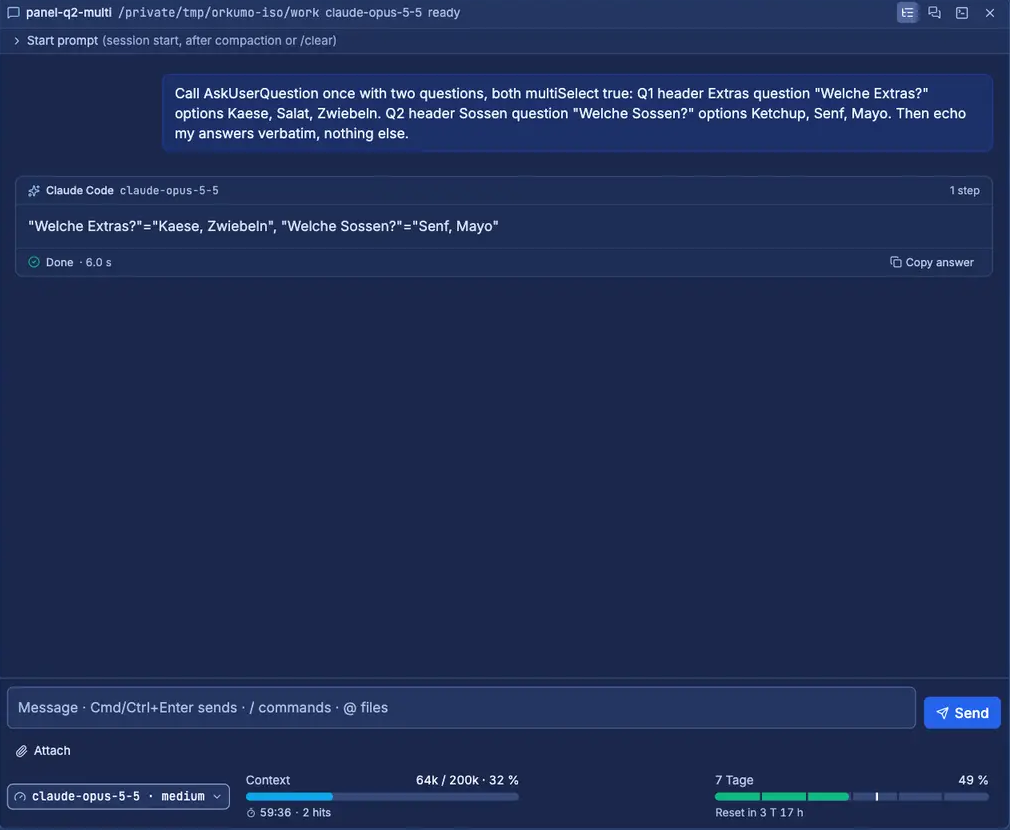 panel-q2-multi /private/tmp/orkumo-iso/work claude-opus-5-5 ready
Start prompt (session start, after compaction or /clear)
Call AskUserQuestion once with two questions, both multiSelect true: Q1 header Extras question "Welche Extras?"
options Kaese, Salat, Zwiebeln. Q2 header Sossen question "Welche Sossen?" options Ketchup, Senf, Mayo. Then echo
my answers verbatim, nothing else.
Claude Code claude-opus-5-5 1 step
"Welche Extras?"="Kaese, Zwiebeln", "Welche Sossen?"="Senf, Mayo"
Done · 6.0 s Copy answer
Message · Cmd/Ctrl+Enter sends · / commands · @ files
Send
Attach
Context 64k / 200k · 32 % 7 Tage 49 %
claude-opus-5-5 · medium
59:36 · 2 hits Reset in 3 T 17 h